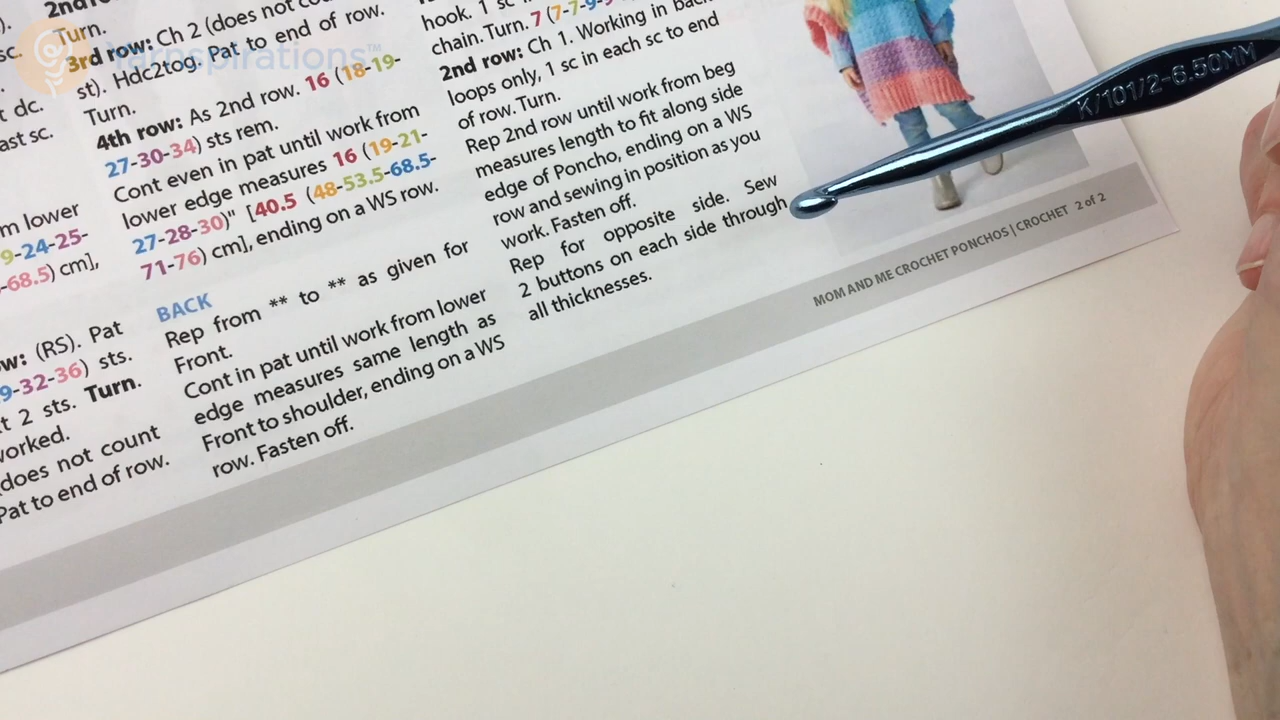 Yarnspirations™
sc.
t dc.
ast sc.
m lower
9-24-25-
-68.5) cm],
(RS). Pat
9-32-36) sts.
t 2 sts. Turn.
worked.
(does not count
Pat to end of row.
Turn.
3rd row: Ch 2 (does not
st). Hdc2tog. Pat to end of row.
Turn.
4th row: As 2nd row. 16 (18-19-
27-30-34) sts rem.
Cont even in pat until work from
lower edge measures 16 (19-21-
27-28-30)" [40.5 (48-53.5-68.5-
71-76) cm], ending on a WS row.
BACK
Rep from ** to ** as given for
Front.
Cont in pat until work from lower
edge measures same length as
Front to shoulder, ending on a WS
row. Fasten off.
hook. 1 sc
chain. Turn. 7 (7-7-9-
2nd row: Ch 1. Working in back
loops only, 1 sc in each sc to end
of row. Turn.
Rep 2nd row until work from beg
measures length to fit along side
edge of Poncho, ending on a WS
row and sewing in position as you
work. Fasten off.
Rep for opposite side. Sew
2 buttons on each side through
all thicknesses.
K/101/2-6.50MM
MOM AND ME CROCHET PONCHOS | CROCHET 2 of 2